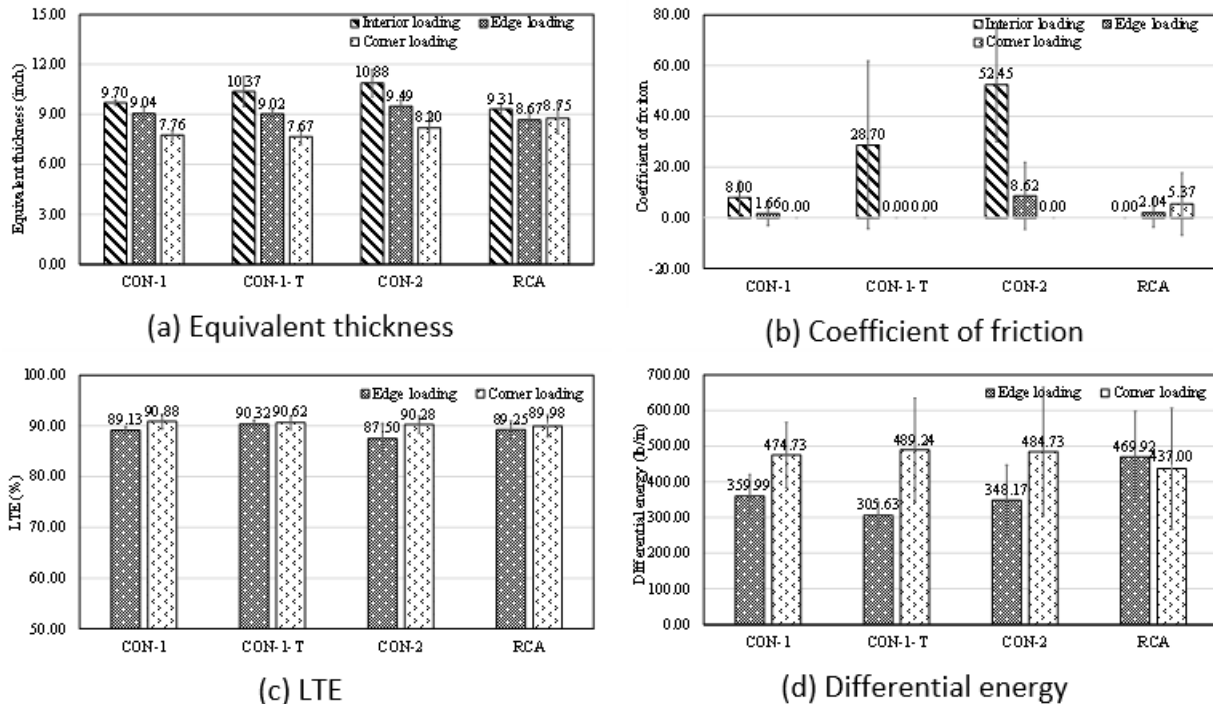 15.00
12.00
9.00
6.00
3.00
0.00
Equivalent thickness (inch)
Interior loading Edge loading
Corner loading
9.70 9.04 7.76
10.37 9.02 7.67
10.88 9.49 8.20
9.31 8.67 8.75
CON-1 CON-1-T CON-2 RCA
(a) Equivalent thickness
80.00
60.00
40.00
20.00
0.00
-20.00
Coefficient of friciton
Interior loading Edge loading
Corner loading
8.00 1.66 0.00
28.70 0.00 0.00
52.45 8.62 0.00
0.00 2.04 5.37
CON-1 CON-1-T CON-2 RCA
(b) Coefficient of friction
100.00
90.00
80.00
70.00
60.00
50.00
LTE (%)
Edge loading Corner loading
89.13 90.88 90.32 90.62 87.50 90.28 89.25 89.98
CON-1 CON-1-T CON-2 RCA
(c) LTE
700.00
600.00
500.00
400.00
300.00
200.00
100.00
0.00
Differential energy (lb/in)
Edge loading Corner loading
359.99 474.73 305.63 489.24 348.17 484.73 469.92 437.00
CON-1 CON-1-T CON-2 RCA
(d) Differential energy